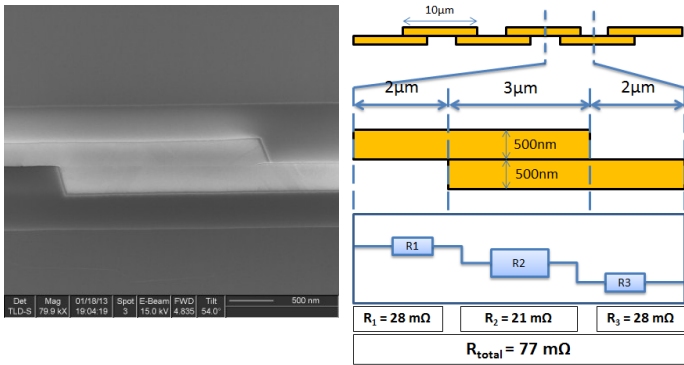 10µm
2µm 3µm 2µm
500nm
500nm
R1
R2
R3
Det Mag 01/18/13 Spot E-Beam FWD Tilt 500 nm
TLD-S 79.9 kX 19:04:19 3 15.0 kV 4.835 54.0°
R₁ = 28 mΩ R₂ = 21 mΩ R₃ = 28 mΩ
Rtotal = 77 mΩ